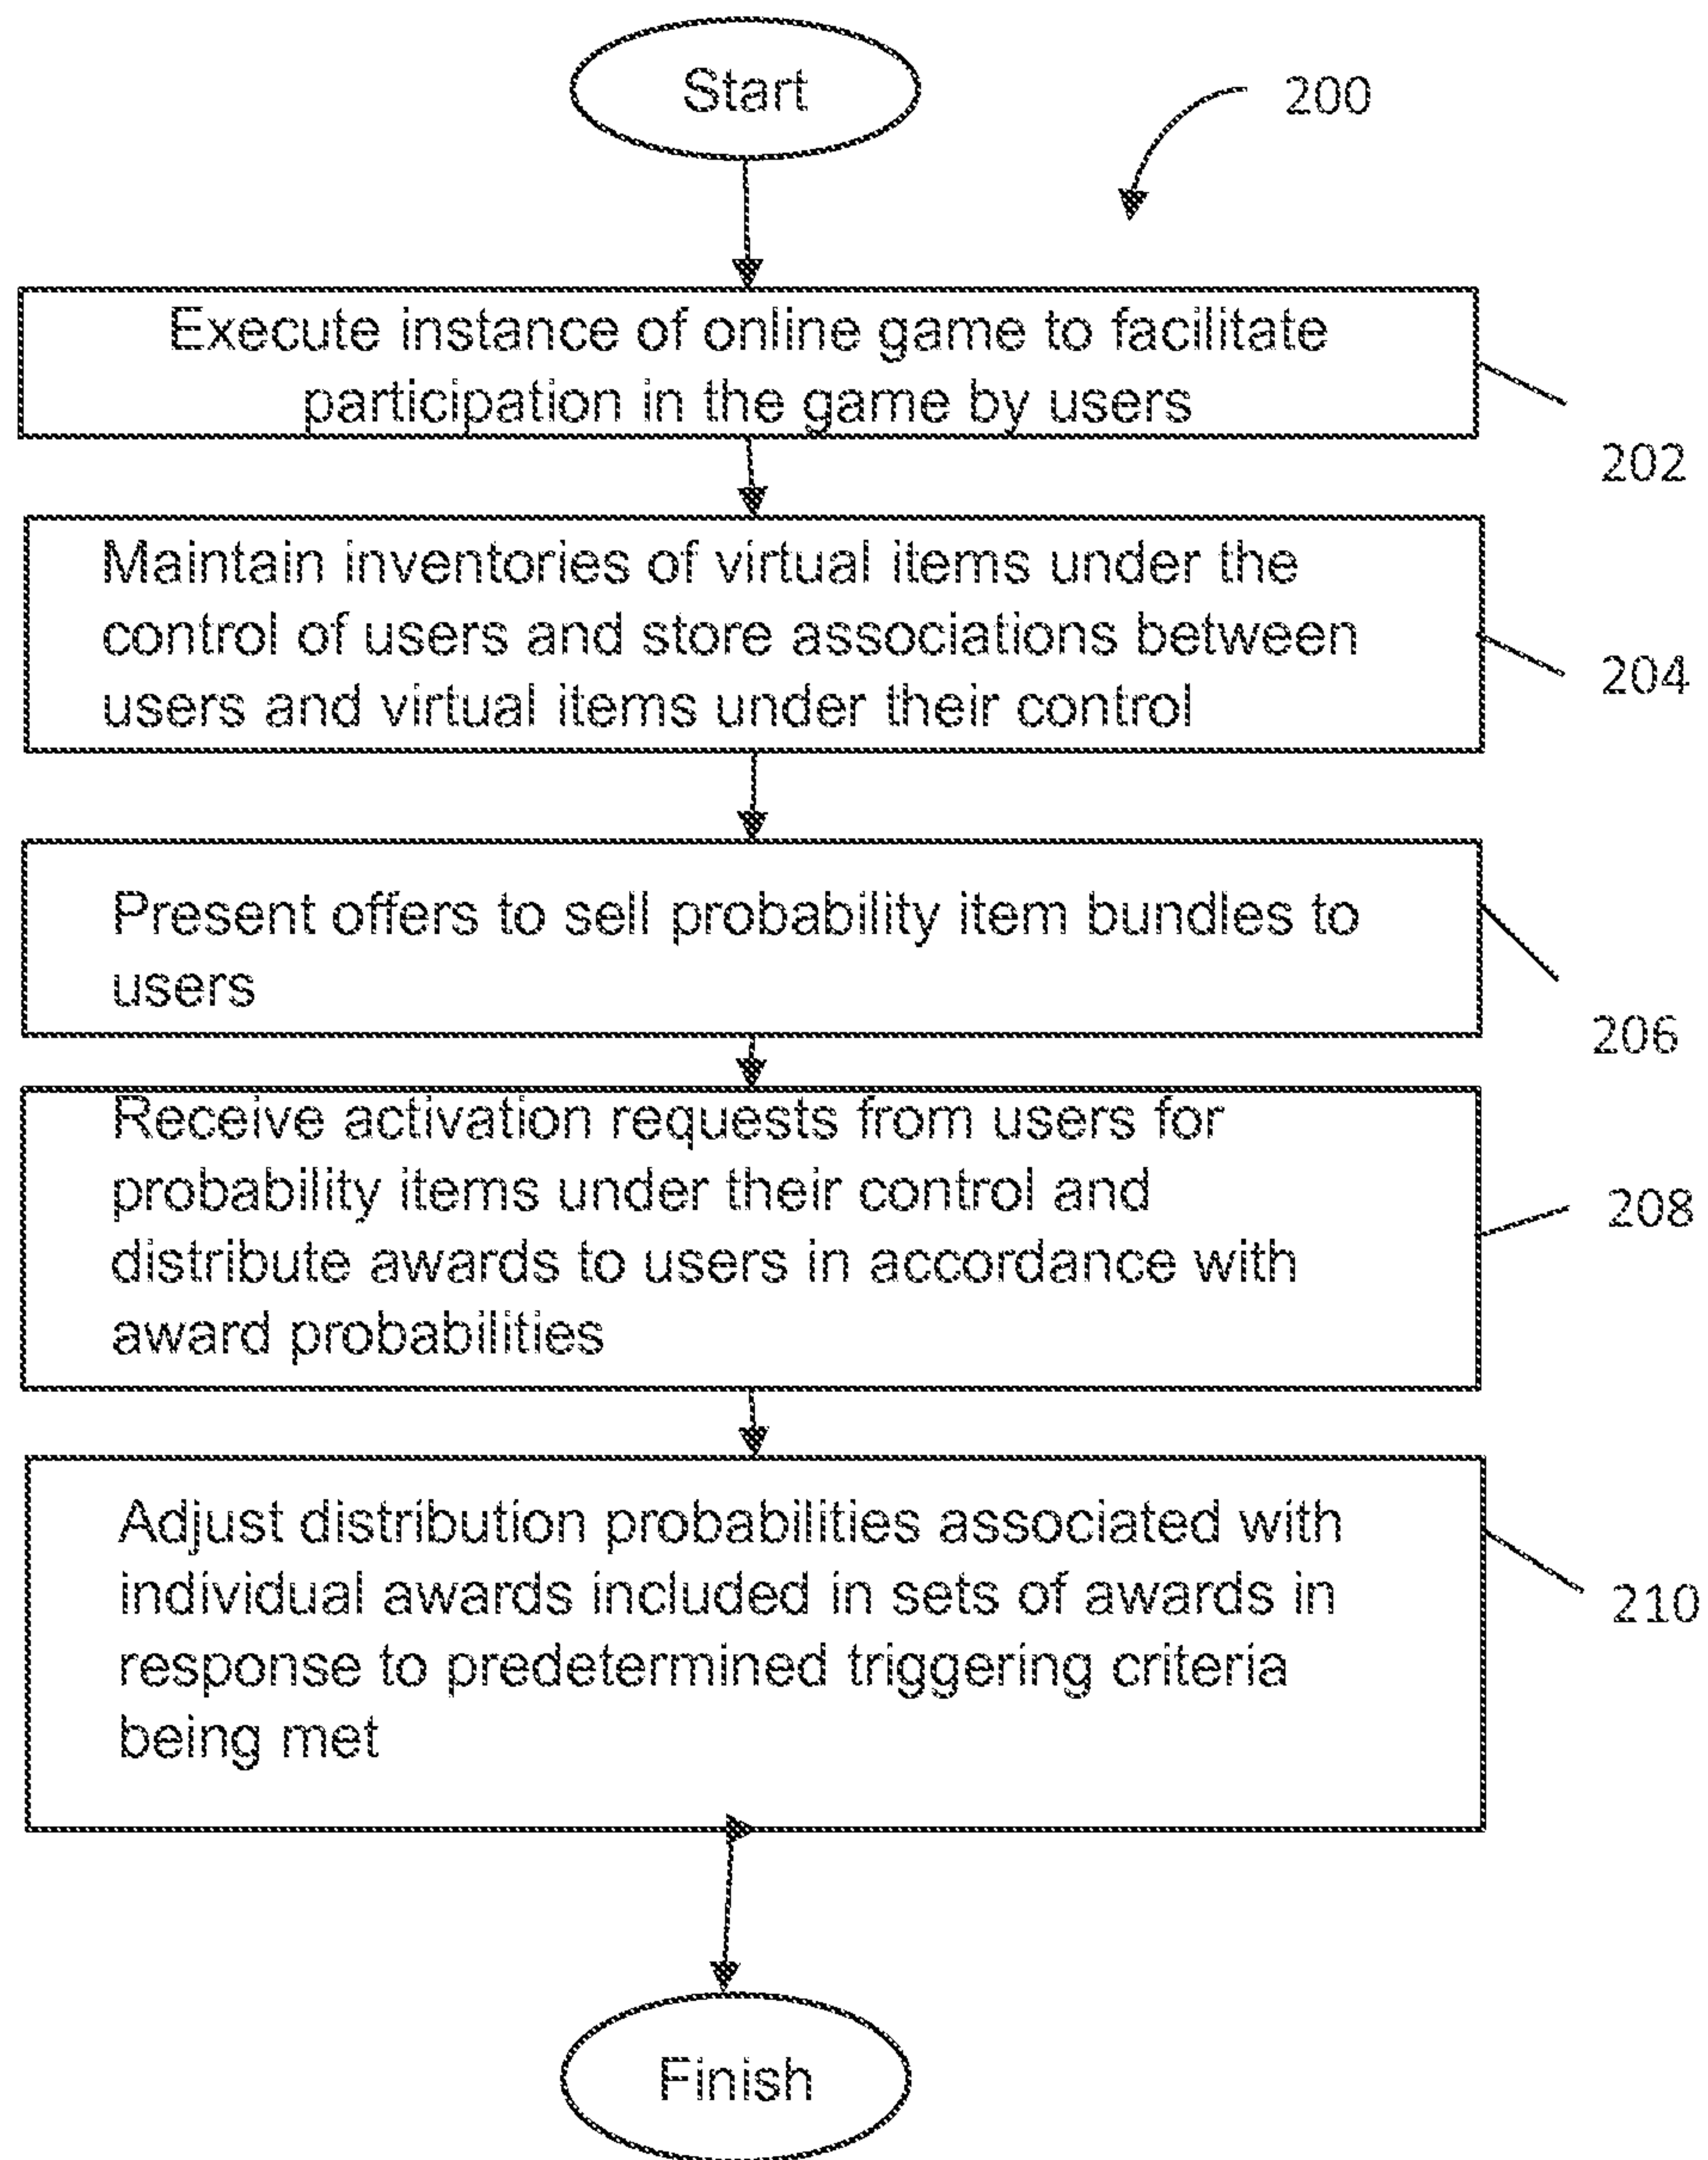 Start
200
Execute instance of online game to facilitate
participation in the game by users
202
Maintain inventories of virtual items under the
control of users and store associations between
users and virtual items under their control
204
Present offers to sell probability item bundles to
users
206
Receive activation requests from users for
probability items under their control and
distribute awards to users in accordance with
award probabilities
208
Adjust distribution probabilities associated with
individual awards included in sets of awards in
response to predetermined triggering criteria
being met
210
Finish